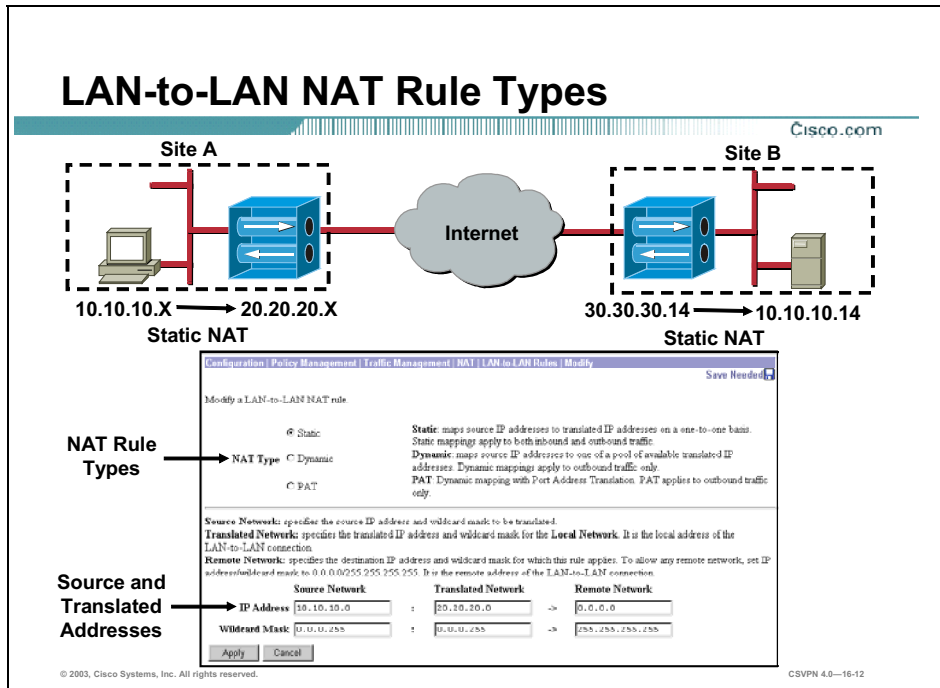 LAN-to-LAN NAT Rule Types
Cisco.com
Site A
Site B
Internet
10.10.10.X
20.20.20.X
30.30.30.14
10.10.10.14
Static NAT
Static NAT
Configuration | Policy Management | Traffic Management | NAT | LAN-to-LAN Rules | Modify
Save Needed
Modify a LAN-to-LAN NAT rule.
NAT Rule
Types
NAT Type
Static
Dynamic
PAT
Static: maps source IP addresses to translated IP addresses on a one-to-one basis.
Static mappings apply to both inbound and outbound traffic.
Dynamic: maps source IP addresses to one of a pool of available translated IP
addresses. Dynamic mappings apply to outbound traffic only.
PAT: Dynamic mapping with Port Address Translation. PAT applies to outbound traffic
only.
Source Network: specifies the source IP address and wildcard mask to be translated.
Translated Network: specifies the translated IP address and wildcard mask for the Local Network. It is the local address of the
LAN-to-LAN connection.
Remote Network: specifies the destination IP address and wildcard mask for which this rule applies. To allow any remote network, set IP
address/wildcard mask to 0.0.0.0/255.255.255.255. It is the remote address of the LAN-to-LAN connection.
Source and
Translated
Addresses
Source Network Translated Network Remote Network
IP Address 10.10.10.0 : 20.20.20.0 -> 0.0.0.0
Wildcard Mask 0.0.0.255 : 0.0.0.255 -> 255.255.255.255
Apply Cancel
© 2003, Cisco Systems, Inc. All rights reserved.
CSVPN 4.0—16-12